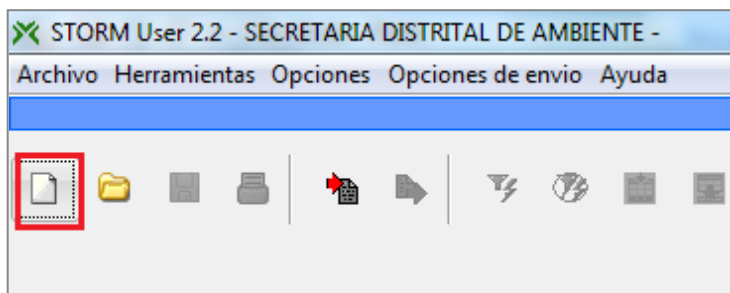 STORM User 2.2 - SECRETARIA DISTRITAL DE AMBIENTE -
Archivo Herramientas Opciones Opciones de envio Ayuda